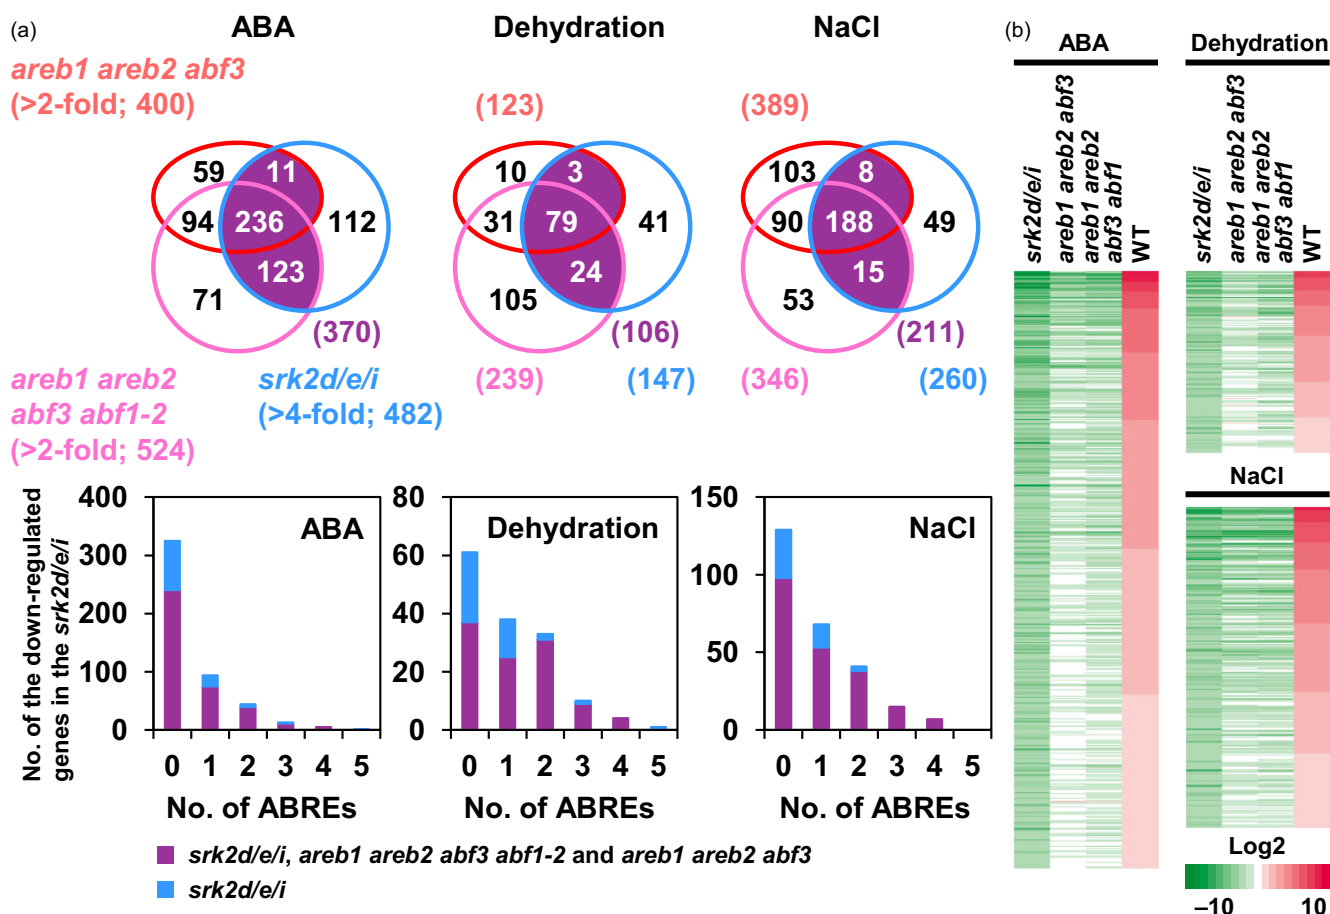 (a)
ABA
Dehydration
NaCl
areb1 areb2 abf3
(>2-fold; 400)
(123)
(389)
59
11
94
236
112
123
71
(370)
10
3
31
79
41
24
105
(106)
103
8
90
188
49
15
53
(211)
areb1 areb2
abf3 abf1-2
(>2-fold; 524)
srk2d/e/i
(>4-fold; 482)
(239)
(147)
(346)
(260)
No. of the down-regulated
genes in the srk2d/e/i
400
300
200
100
0
ABA
0 1 2 3 4 5
No. of ABREs
80
60
40
20
0
Dehydration
0 1 2 3 4 5
No. of ABREs
150
100
50
0
NaCl
0 1 2 3 4 5
No. of ABREs
srk2d/e/i, areb1 areb2 abf3 abf1-2 and areb1 areb2 abf3
srk2d/e/i
(b)
ABA
srk2d/e/i
areb1 areb2 abf3
areb1 areb2
abf3 abf1
WT
Dehydration
srk2d/e/i
areb1 areb2 abf3
areb1 areb2
abf3 abf1
WT
NaCl
Log2
–10
10